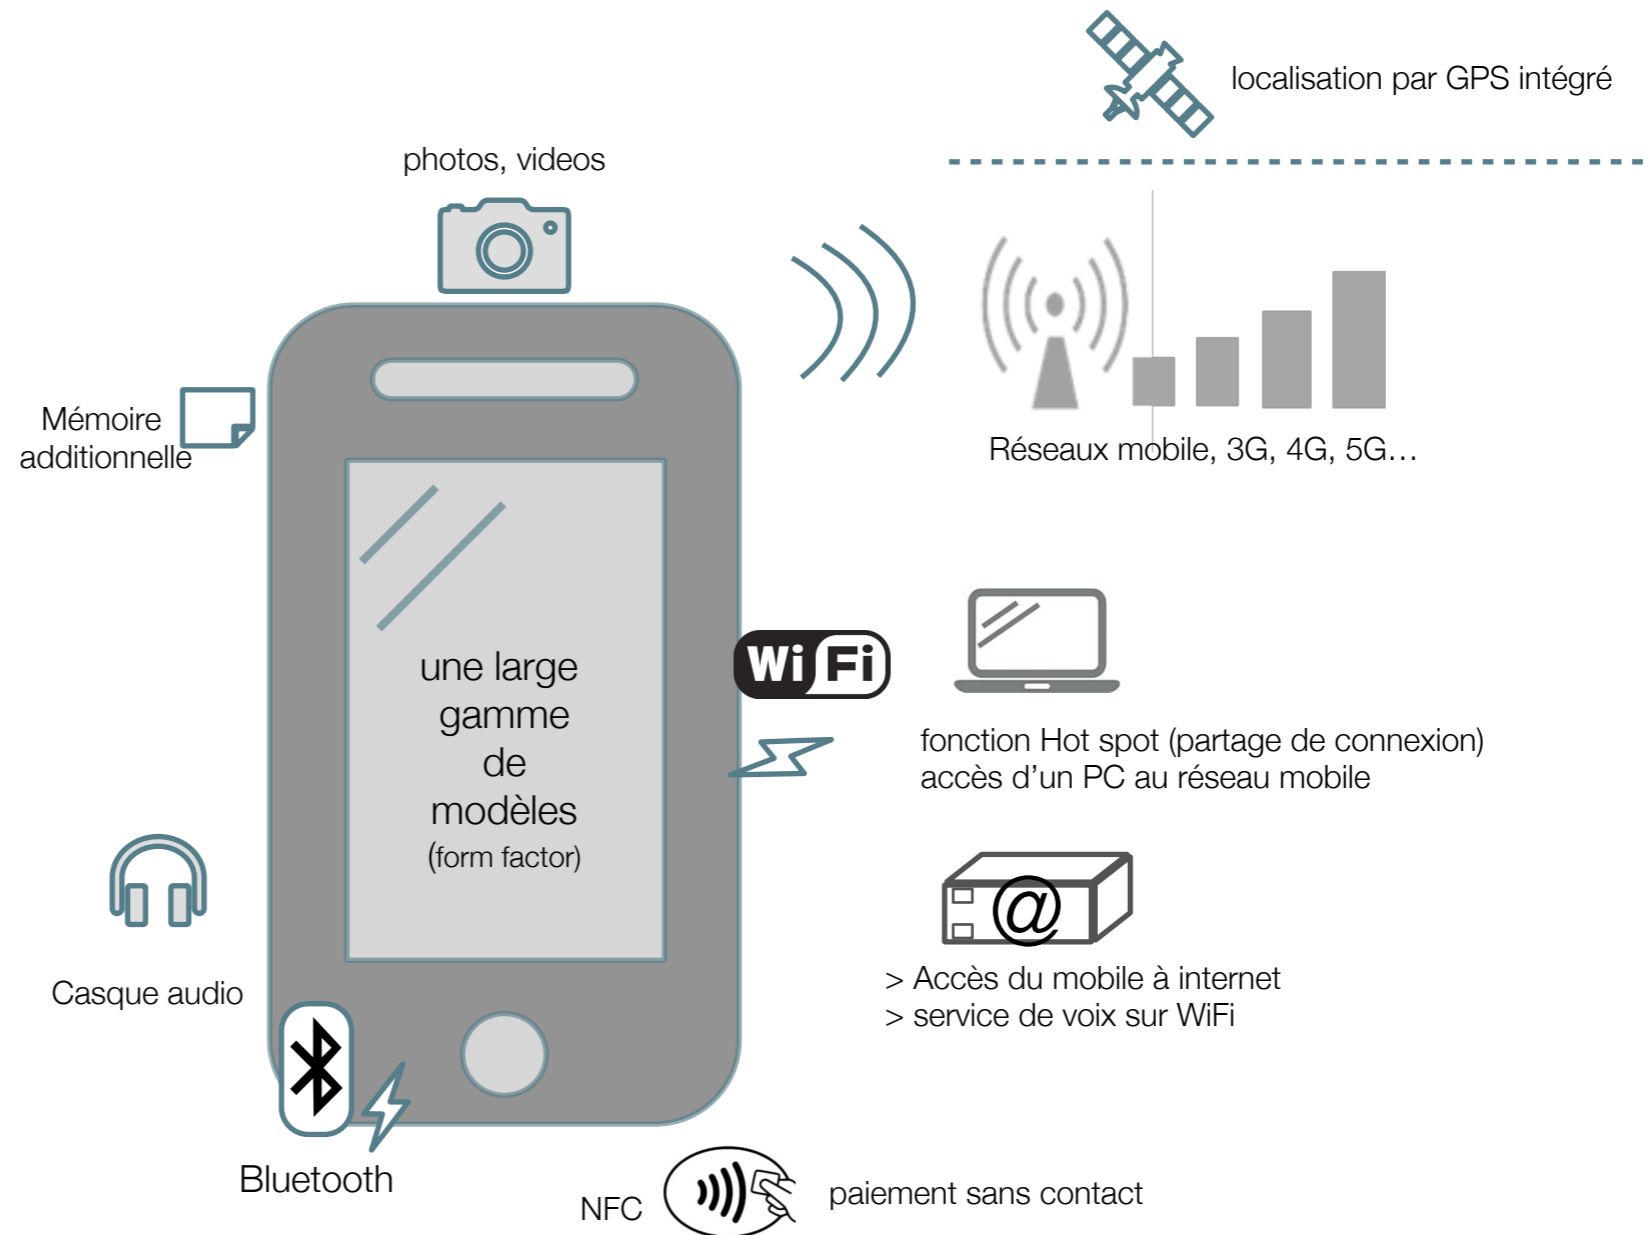 localisation par GPS intégré
photos, videos
Mémoire
additionnelle
Réseaux mobile, 3G, 4G, 5G…
une large
gamme
de
modèles
(form factor)
WiFi
fonction Hot spot (partage de connexion)
accès d’un PC au réseau mobile
@
> Accès du mobile à internet
> service de voix sur WiFi
Casque audio
Bluetooth
NFC
paiement sans contact